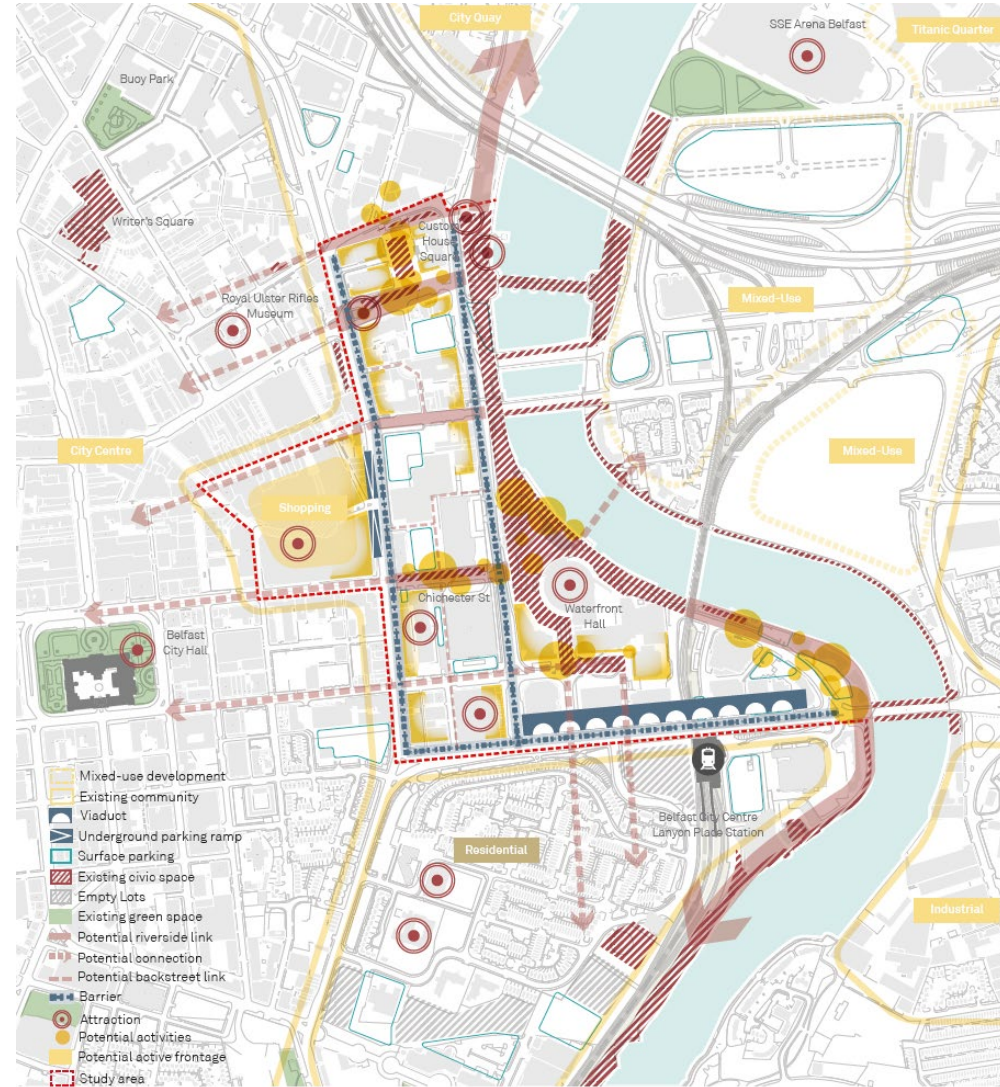 City Quay
SSE Arena Belfast
Titanic Quarter
Buoy Park
Writer's Square
Custom
House
Square
Royal Ulster Rifles
Museum
Mixed-Use
City Centre
Mixed-Use
Shopping
Chichester St
Waterfront
Hall
Belfast
City Hall
Belfast City Centre
Lanyon Place Station
Residential
Industrial
Mixed-use development
Existing community
Viaduct
Underground parking ramp
Surface parking
Existing civic space
Empty Lots
Existing green space
Potential riverside link
Potential connection
Potential backstreet link
Barrier
Attraction
Potential activities
Potential active frontage
Study area